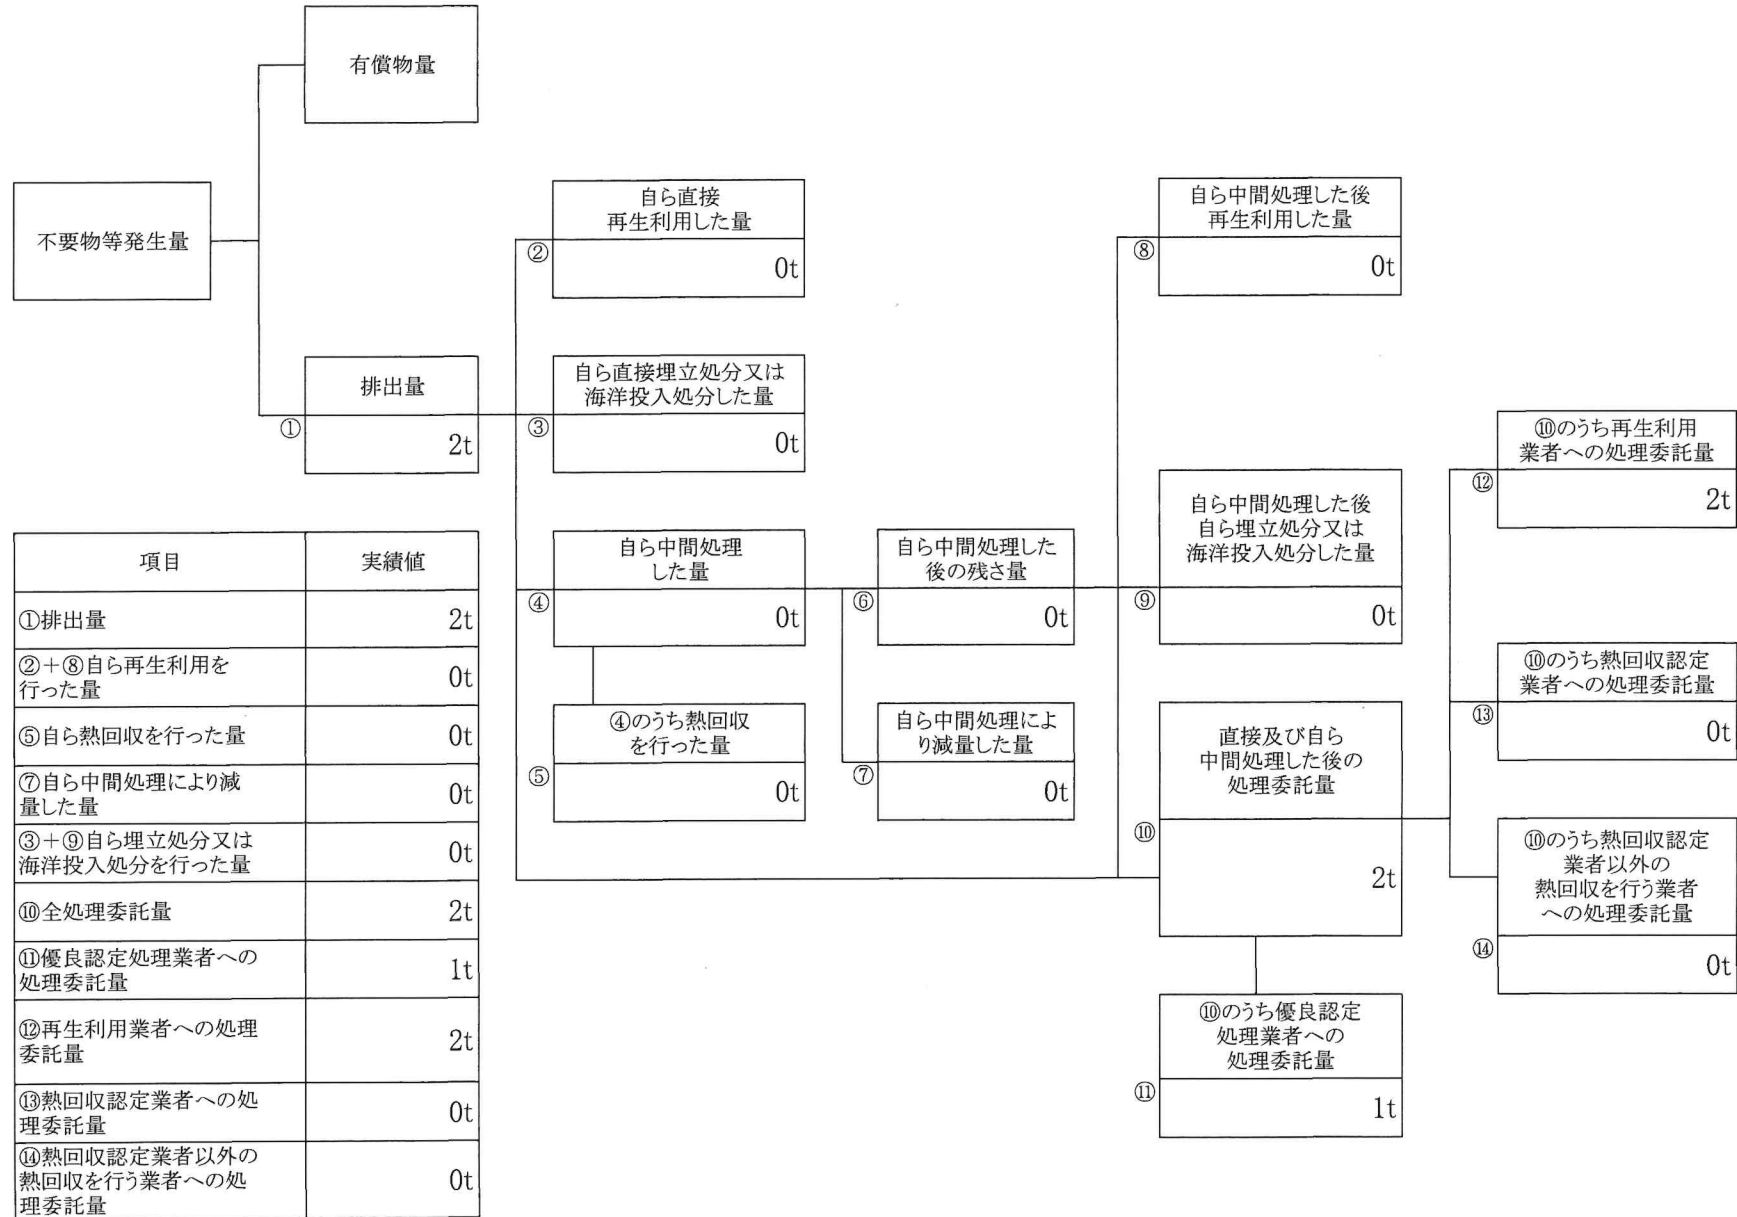 有償物量
不要物等発生量
自ら直接
再生利用した量
②
0t
自ら中間処理した後
再生利用した量
⑧
0t
排出量
①
2t
自ら直接埋立処分又は
海洋投入処分した量
③
0t
⑩のうち再生利用
業者への処理委託量
⑫
2t
自ら中間処理
した量
④
0t
自ら中間処理した
後の残さ量
⑥
0t
自ら中間処理した後
自ら埋立処分又は
海洋投入処分した量
⑨
0t
⑩のうち熱回収認定
業者への処理委託量
⑬
0t
④のうち熱回収
を行った量
⑤
0t
自ら中間処理によ
り減量した量
⑦
0t
直接及び自ら
中間処理した後の
処理委託量
⑩
2t
⑩のうち熱回収認定
業者以外の
熱回収を行う業者
への処理委託量
⑭
0t
⑩のうち優良認定
処理業者への
処理委託量
⑪
1t
項目 実績値
①排出量 2t
②+⑧自ら再生利用を
行った量 0t
⑤自ら熱回収を行った量 0t
⑦自ら中間処理により減
量した量 0t
③+⑨自ら埋立処分又は
海洋投入処分を行った量 0t
⑩全処理委託量 2t
⑪優良認定処理業者への
処理委託量 1t
⑫再生利用業者への処理
委託量 2t
⑬熱回収認定業者への処
理委託量 0t
⑭熱回収認定業者以外の
熱回収を行う業者への処
理委託量 0t